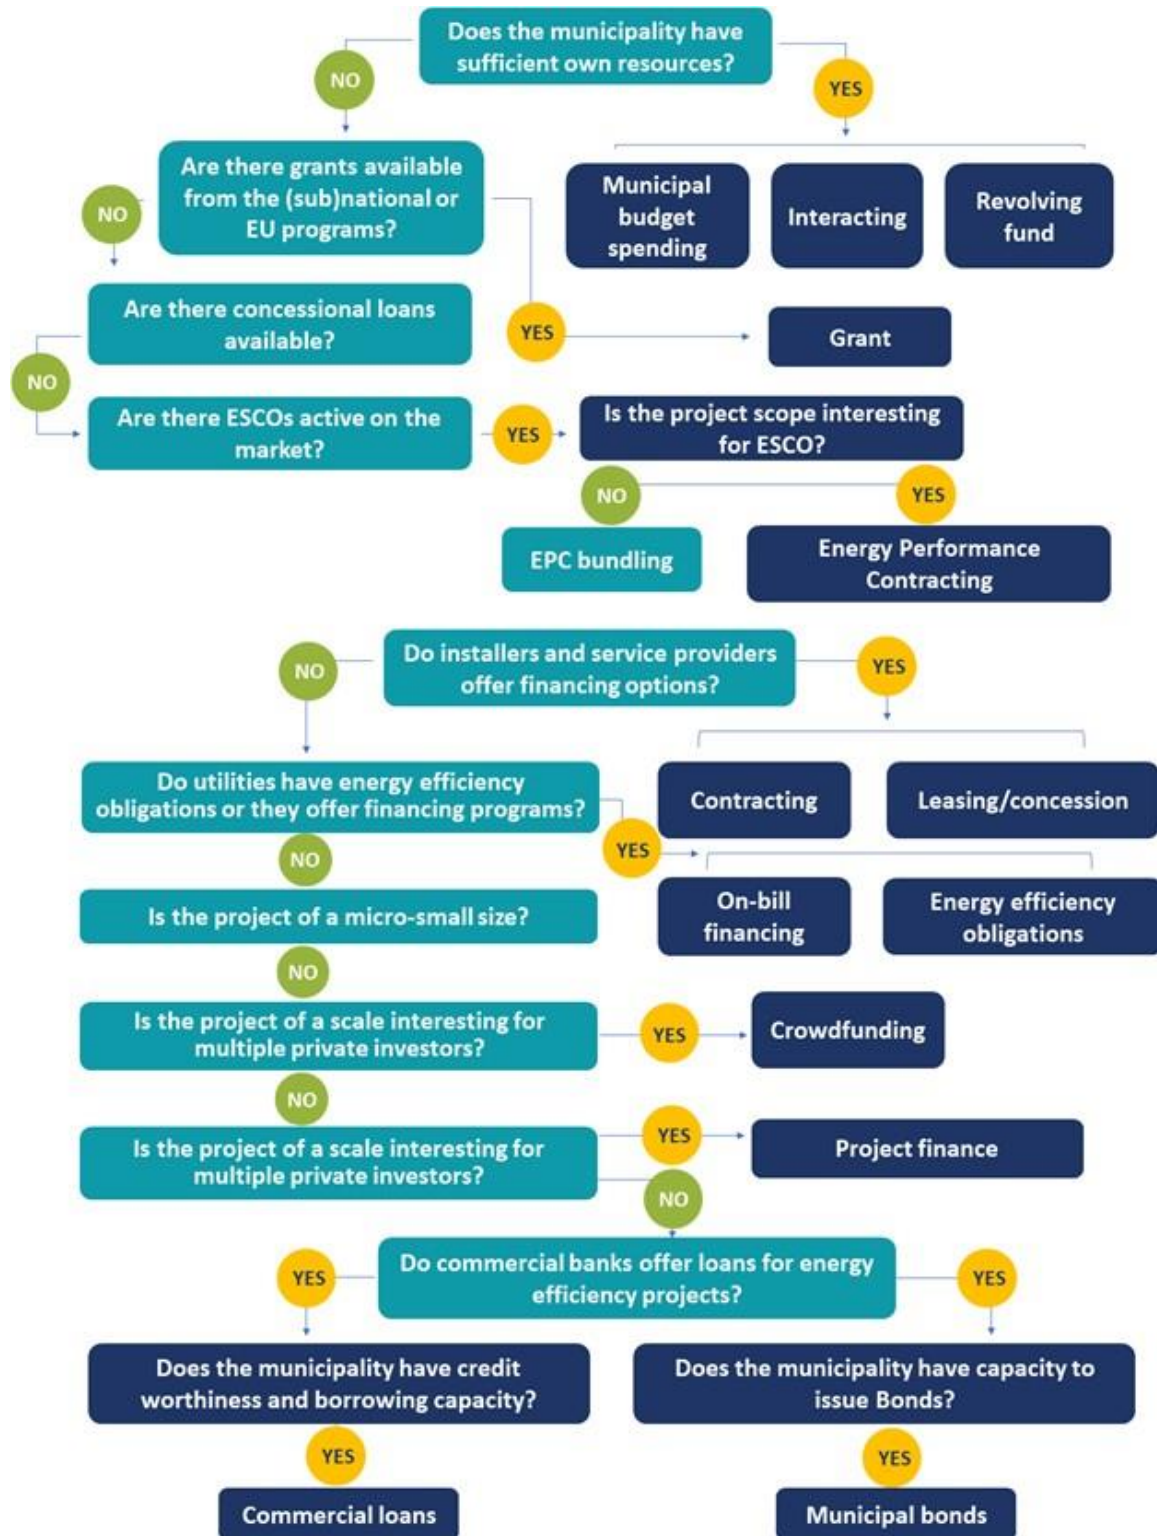 Does the municipality have
sufficient own resources?
NO
YES
Are there grants available
from the (sub)national or
EU programs?
NO
Municipal
budget
spending
Interacting
Revolving
fund
Are there concessional loans
available?
YES
Grant
NO
Are there ESCOs active on the
market?
YES
Is the project scope interesting
for ESCO?
NO
YES
EPC bundling
Energy Performance
Contracting
Do installers and service providers
offer financing options?
NO
YES
Do utilities have energy efficiency
obligations or they offer financing programs?
Contracting
Leasing/concession
YES
NO
On-bill
financing
Energy efficiency
obligations
Is the project of a micro-small size?
NO
Is the project of a scale interesting for
multiple private investors?
YES
Crowdfunding
NO
Is the project of a scale interesting for
multiple private investors?
YES
Project finance
NO
Do commercial banks offer loans for energy
efficiency projects?
YES
YES
Does the municipality have credit
worthiness and borrowing capacity?
Does the municipality have capacity to
issue Bonds?
YES
YES
Commercial loans
Municipal bonds